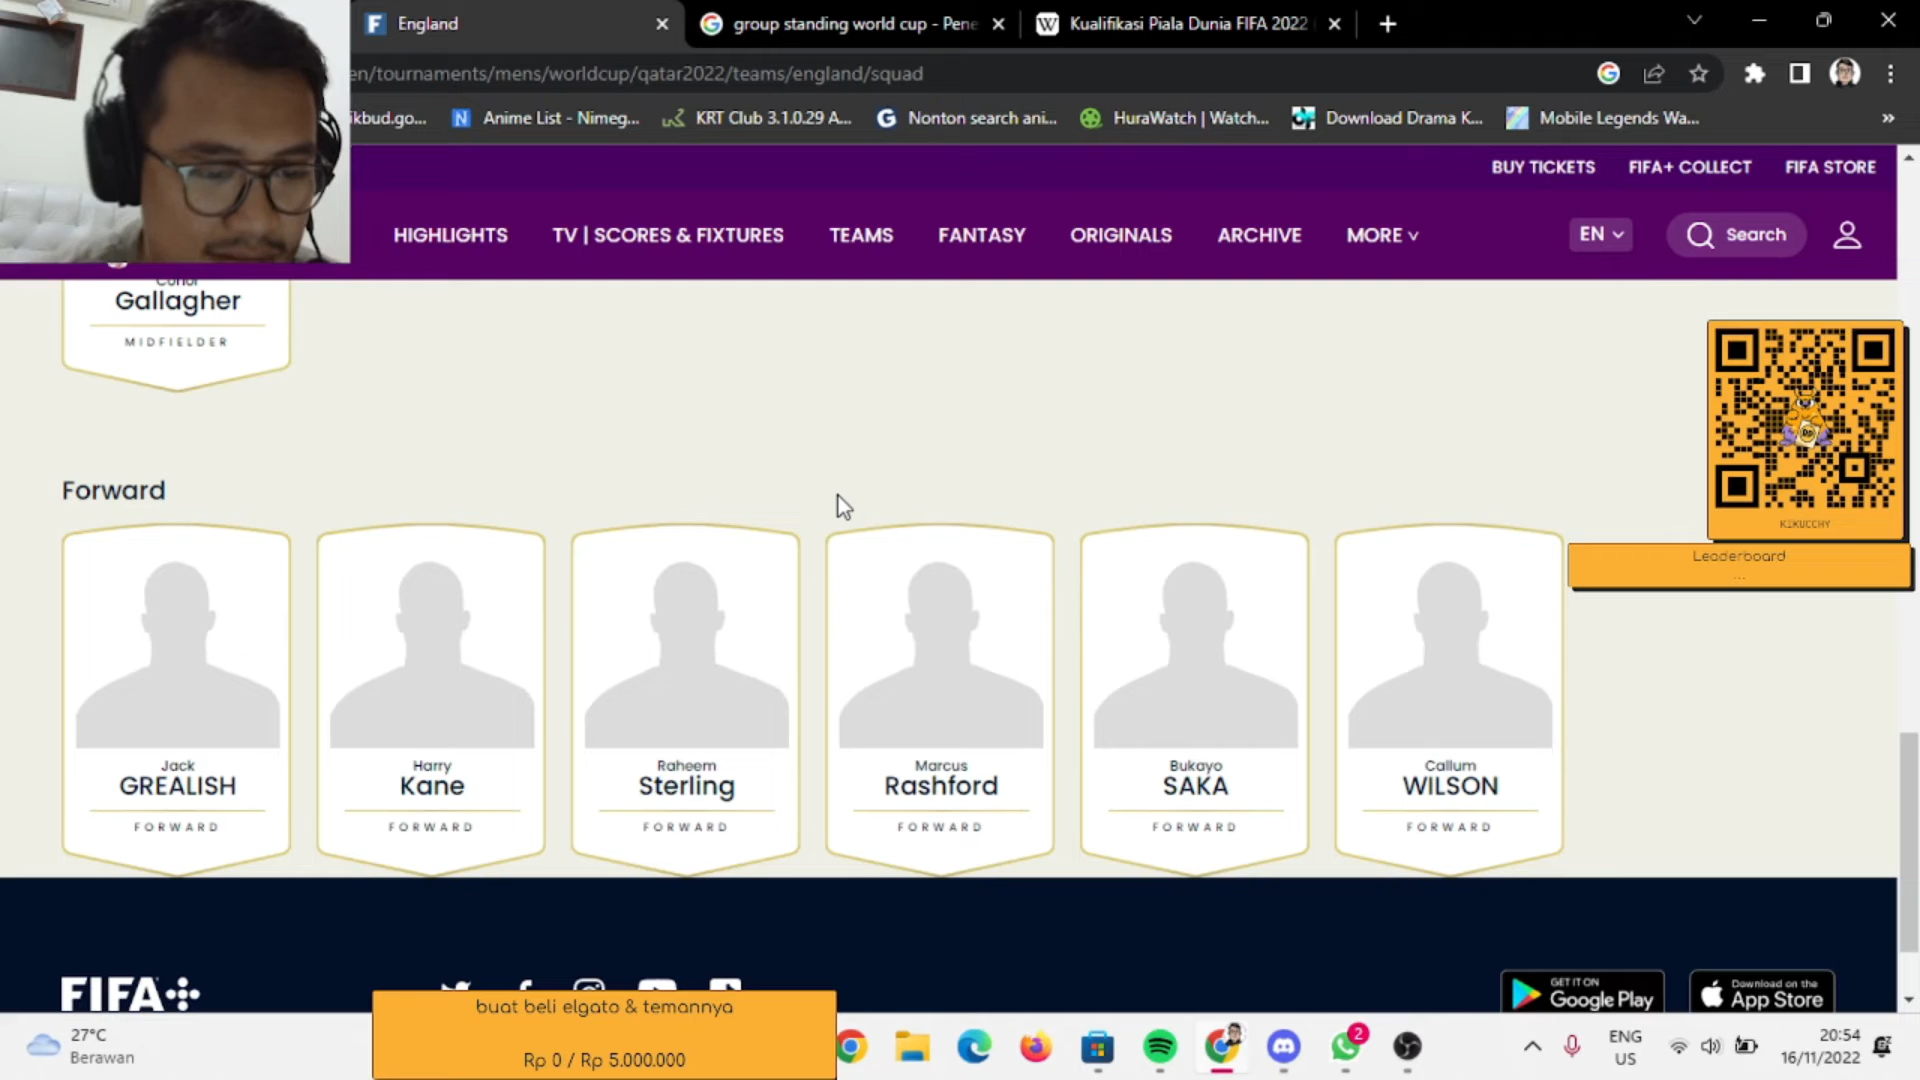 England
group standing world cup - Pene
Kualifikasi Piala Dunia FIFA 2022
en/tournaments/mens/worldcup/qatar2022/teams/england/squad
ikbud.go...
Anime List - Nimeg...
KRT Club 3.1.0.29 A...
Nonton search ani...
HuraWatch | Watch...
Download Drama K...
Mobile Legends Wa...
»
BUY TICKETS
FIFA+ COLLECT
FIFA STORE
HIGHLIGHTS
TV | SCORES & FIXTURES
TEAMS
FANTASY
ORIGINALS
ARCHIVE
MORE
EN
Search
Conor
Gallagher
MIDFIELDER
KIKUCCHY
Leaderboard
...
Forward
Jack
GREALISH
FORWARD
Harry
Kane
FORWARD
Raheem
Sterling
FORWARD
Marcus
Rashford
FORWARD
Bukayo
SAKA
FORWARD
Callum
WILSON
FORWARD
FIFA+
GET IT ON
Google Play
Download on the
App Store
buat beli elgato & temannya
Rp 0 / Rp 5.000.000
27°C
Berawan
2
ENG
US
20:54
16/11/2022